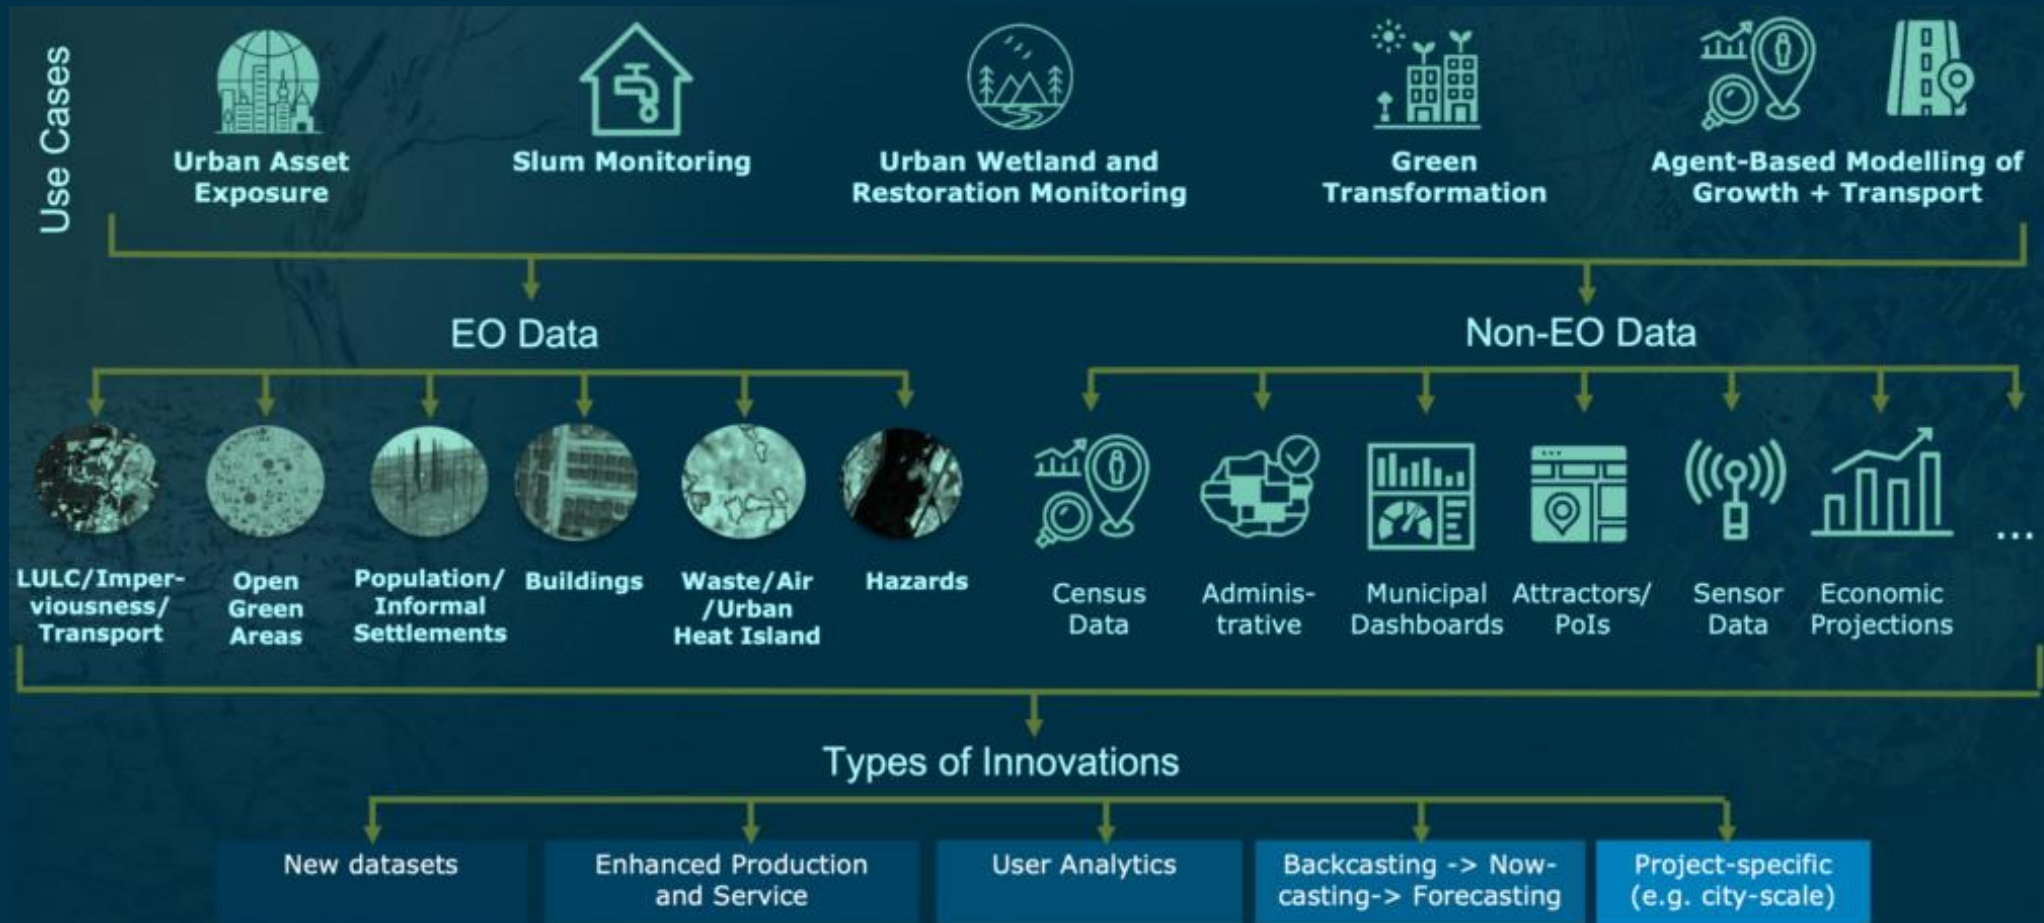 Use Cases
Urban Asset
Exposure
Slum Monitoring
Urban Wetland and
Restoration Monitoring
Green
Transformation
Agent-Based Modelling of
Growth + Transport
EO Data
Non-EO Data
LULC/Imper-
viousness/
Transport
Open
Green
Areas
Population/
Informal
Settlements
Buildings
Waste/Air
/Urban
Heat Island
Hazards
Census
Data
Adminis-
trative
Municipal
Dashboards
Attractors/
PoIs
Sensor
Data
Economic
Projections
...
Types of Innovations
New datasets
Enhanced Production
and Service
User Analytics
Backcasting -> Now-
casting-> Forecasting
Project-specific
(e.g. city-scale)